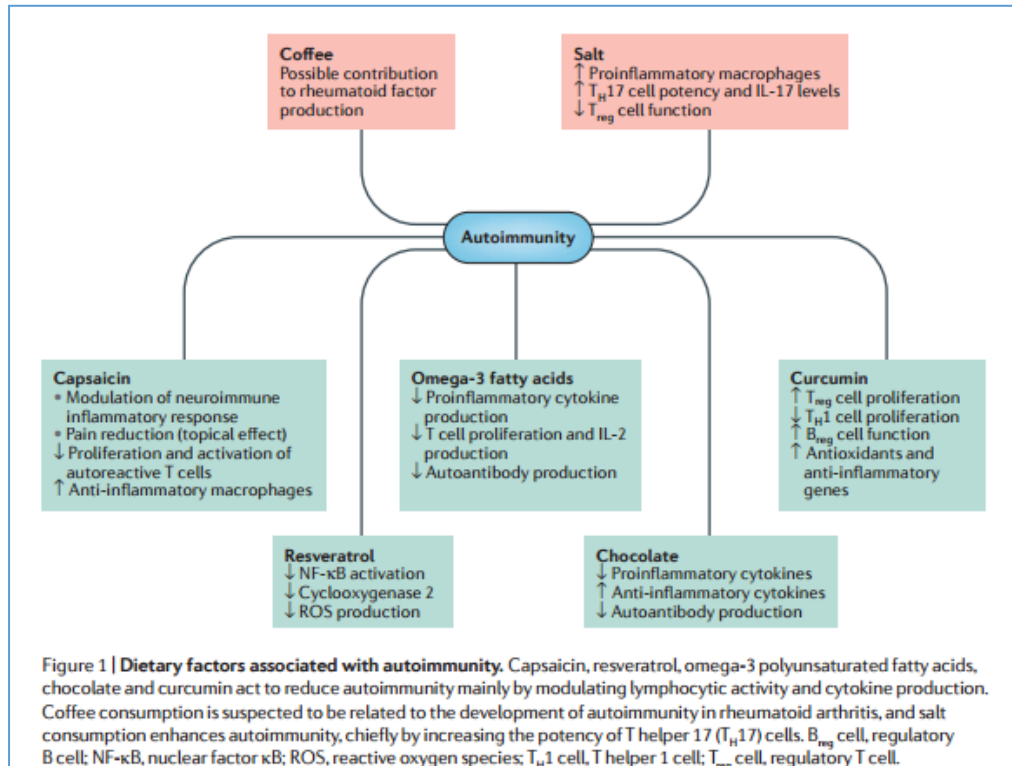 Coffee
Possible contribution
to rheumatoid factor
production
Salt
↑ Proinflammatory macrophages
↑ TH17 cell potency and IL-17 levels
↓ Treg cell function
Autoimmunity
Capsaicin
• Modulation of neuroimmune
inflammatory response
• Pain reduction (topical effect)
↓ Proliferation and activation of
autoreactive T cells
↑ Anti-inflammatory macrophages
Omega-3 fatty acids
↓ Proinflammatory cytokine
production
↓ T cell proliferation and IL-2
production
↓ Autoantibody production
Curcumin
↑ Treg cell proliferation
↓ TH1 cell proliferation
↑ Breg cell function
↑ Antioxidants and
anti-inflammatory
genes
Resveratrol
↓ NF-κB activation
↓ Cyclooxygenase 2
↓ ROS production
Chocolate
↓ Proinflammatory cytokines
↑ Anti-inflammatory cytokines
↓ Autoantibody production
Figure 1 | Dietary factors associated with autoimmunity. Capsaicin, resveratrol, omega-3 polyunsaturated fatty acids,
chocolate and curcumin act to reduce autoimmunity mainly by modulating lymphocytic activity and cytokine production.
Coffee consumption is suspected to be related to the development of autoimmunity in rheumatoid arthritis, and salt
consumption enhances autoimmunity, chiefly by increasing the potency of T helper 17 (TH17) cells. Breg cell, regulatory
B cell; NF-κB, nuclear factor κB; ROS, reactive oxygen species; TH1 cell, T helper 1 cell; Treg cell, regulatory T cell.